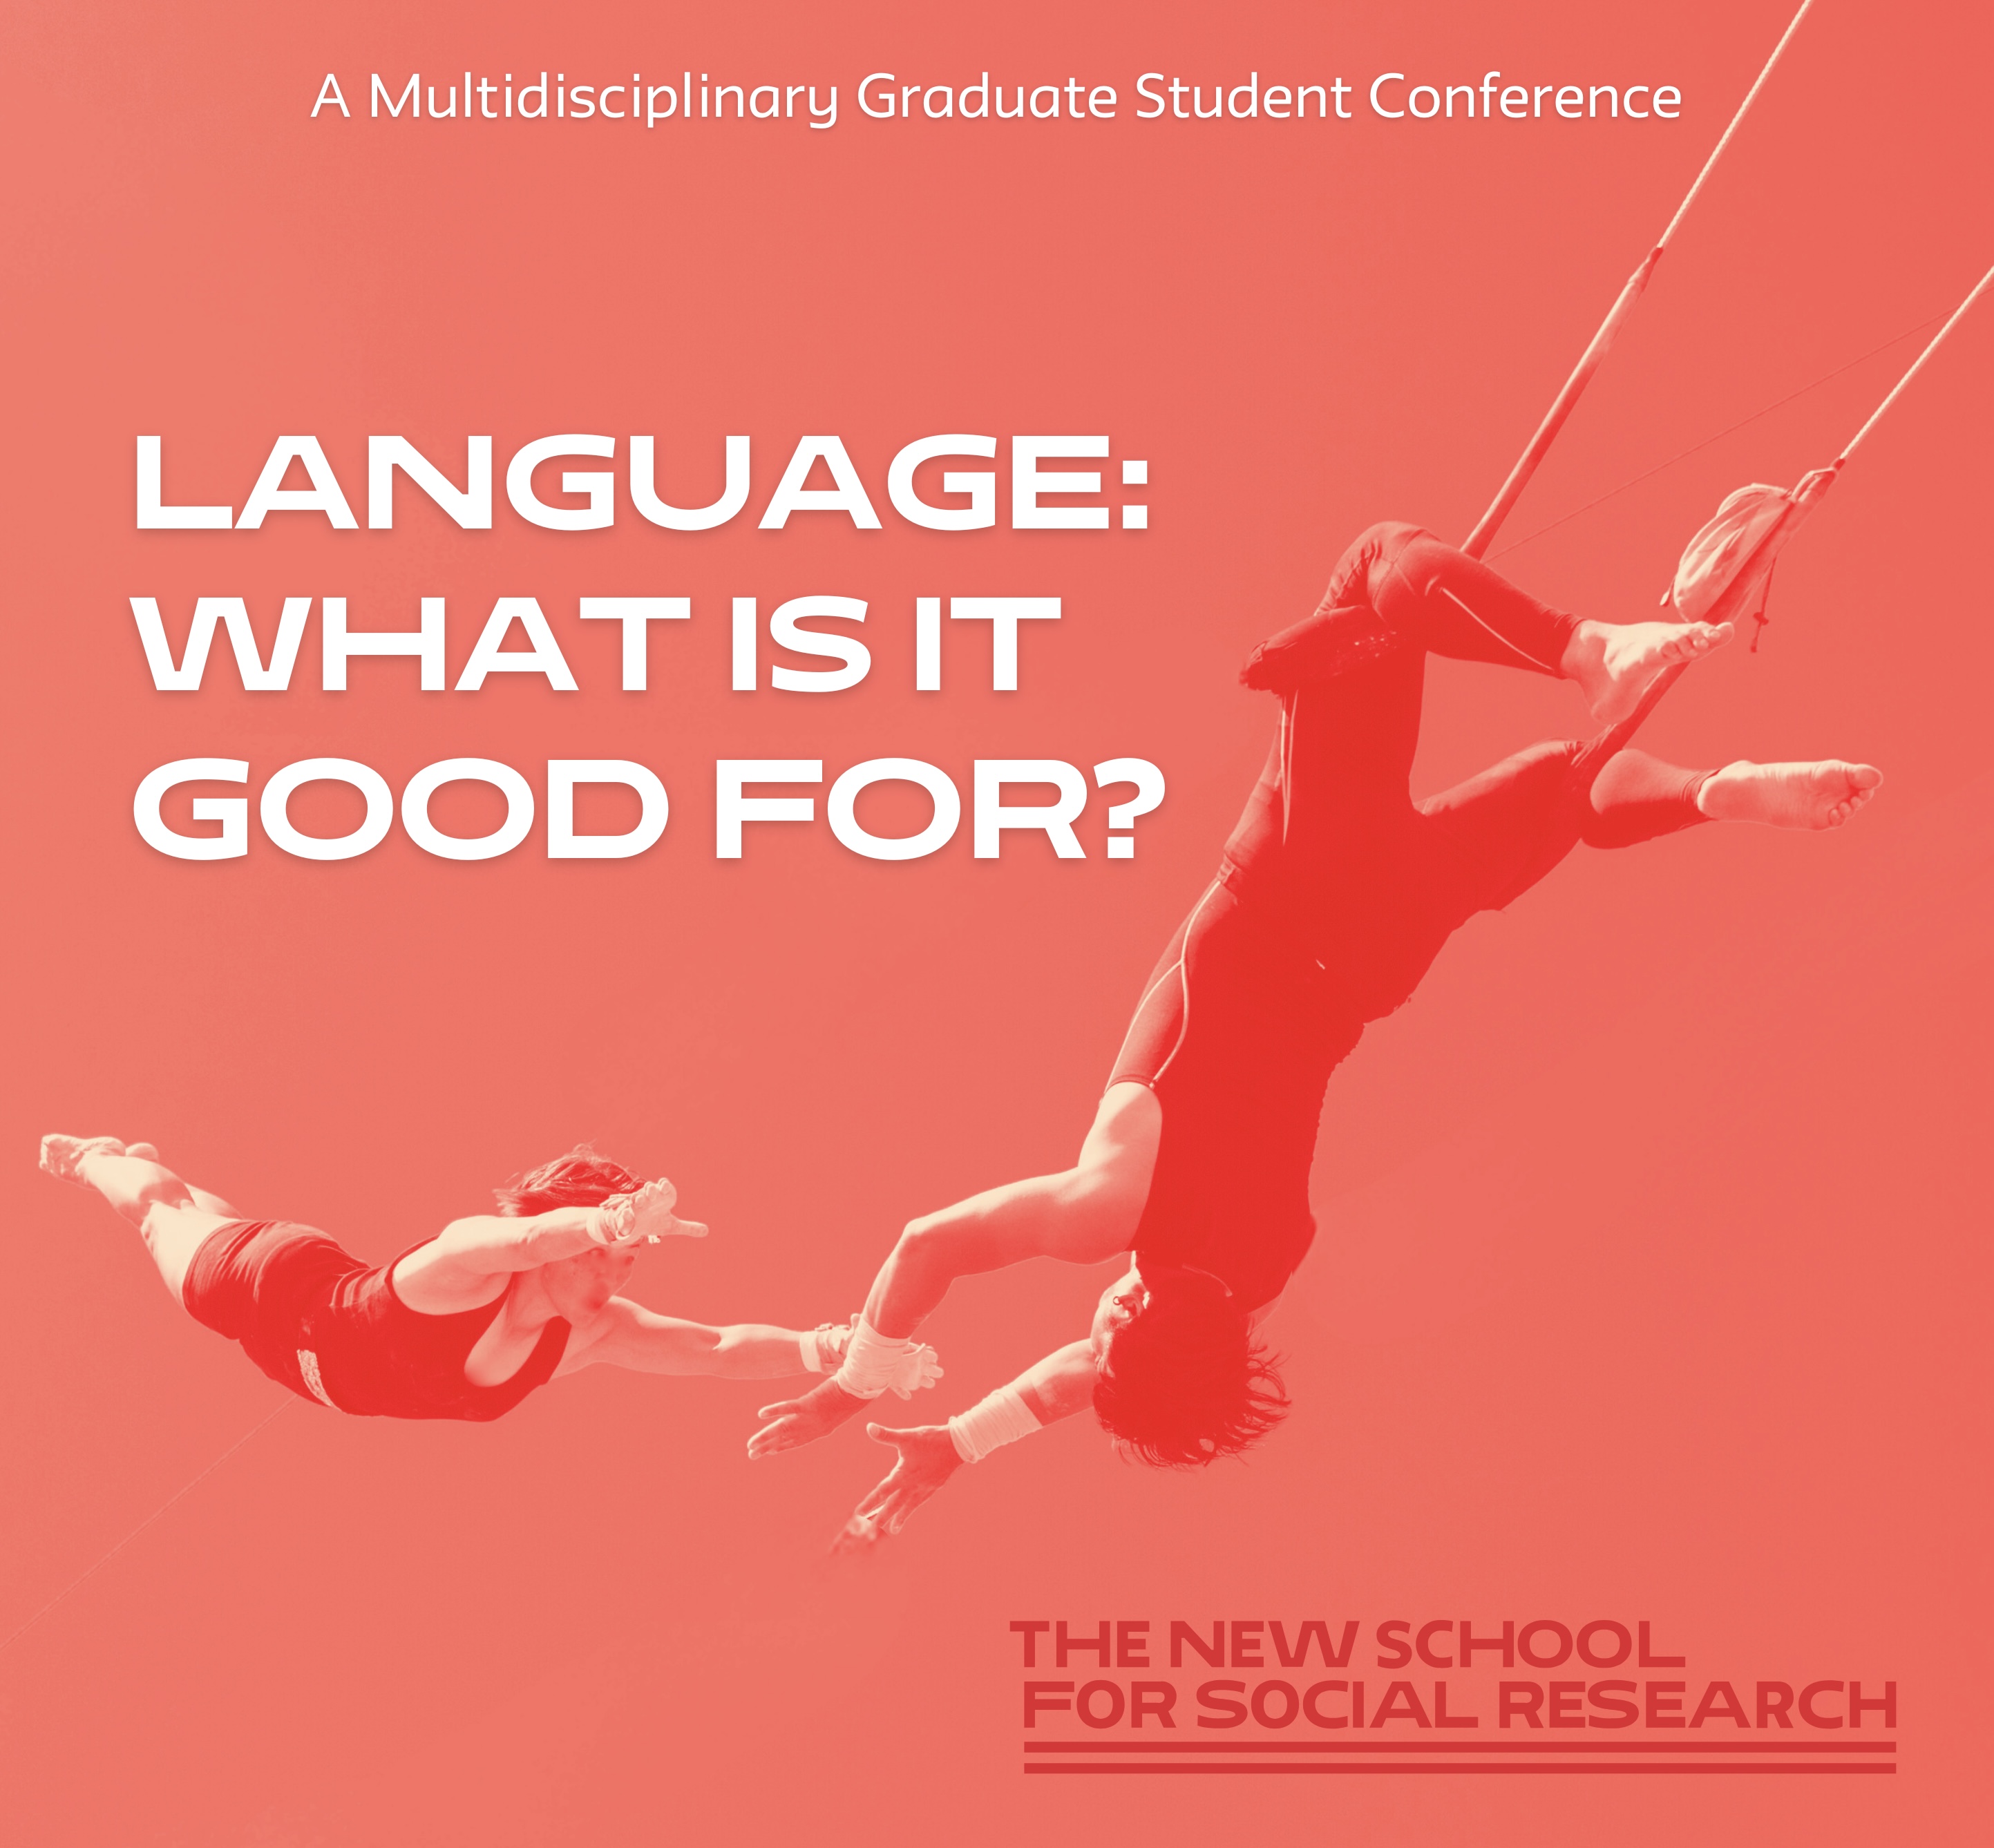 A Multidisciplinary Graduate Student Conference
LANGUAGE:
WHAT IS IT
GOOD FOR?
THE NEW SCHOOL
FOR SOCIAL RESEARCH